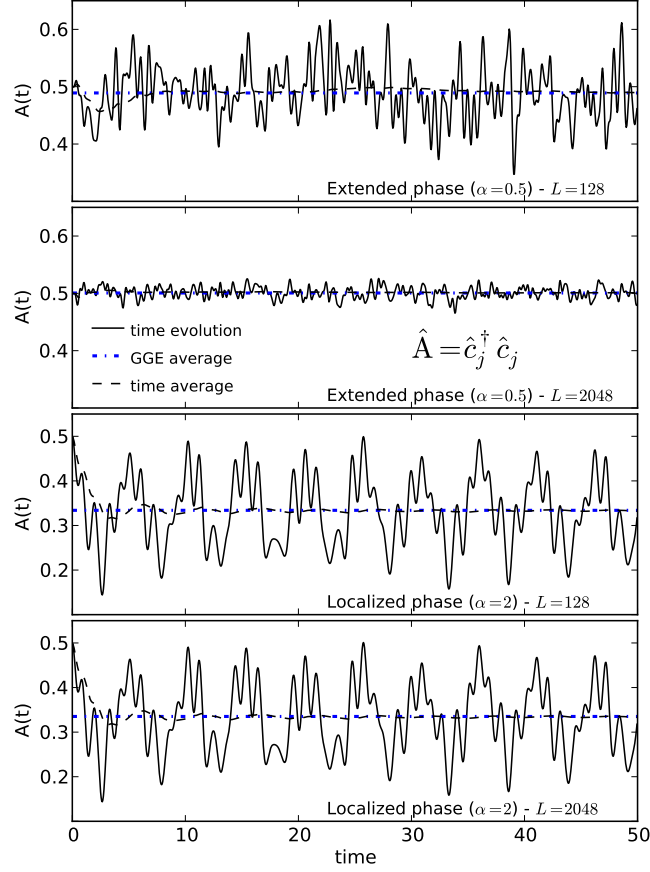 0.6
0.5
0.4
A(t)
Extended phase (α=0.5) - L=128
0.6
0.5
0.4
A(t)
time evolution
GGE average
time average
Â=ĉ†j ĉj
Extended phase (α=0.5) - L=2048
0.5
0.4
0.3
0.2
A(t)
Localized phase (α=2) - L=128
0.5
0.4
0.3
0.2
A(t)
Localized phase (α=2) - L=2048
0 10 20 30 40 50
time